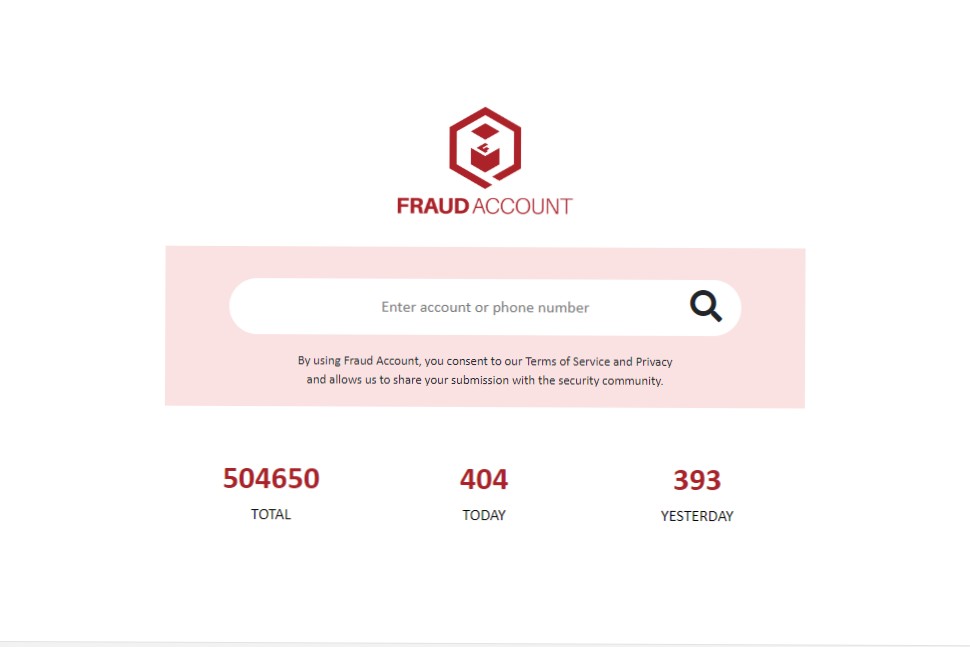 FRAUD ACCOUNT
Enter account or phone number
By using Fraud Account, you consent to our Terms of Service and Privacy
and allows us to share your submission with the security community.
504650 404 393
TOTAL TODAY YESTERDAY